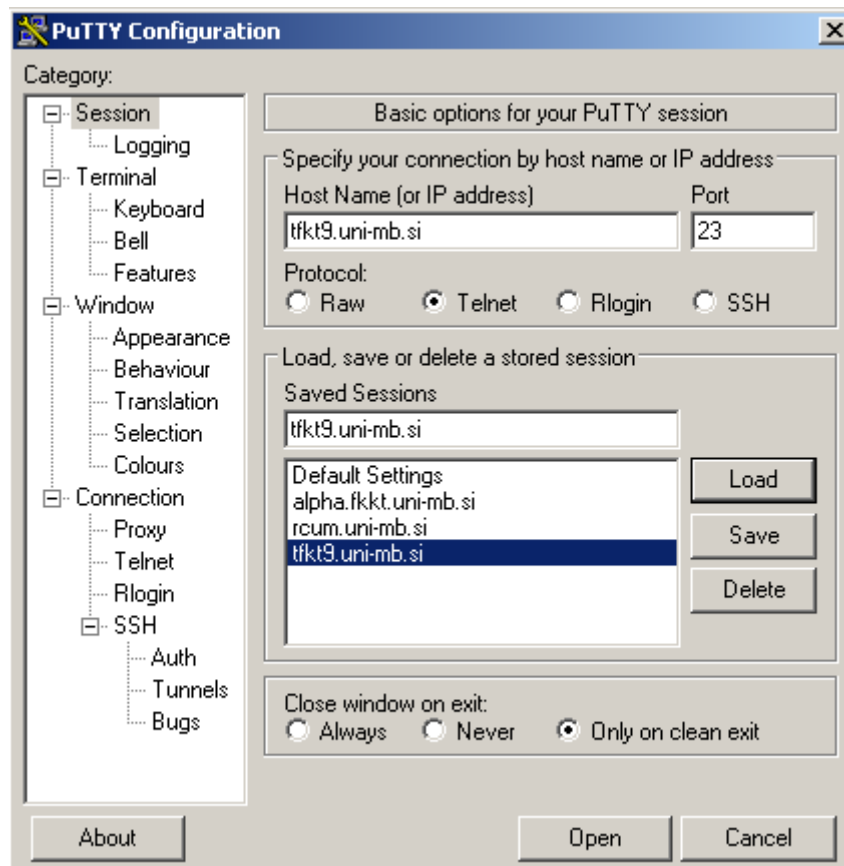 PuTTY Configuration
Category:
Session
Logging
Terminal
Keyboard
Bell
Features
Window
Appearance
Behaviour
Translation
Selection
Colours
Connection
Proxy
Telnet
Rlogin
SSH
Auth
Tunnels
Bugs
Basic options for your PuTTY session
Specify your connection by host name or IP address
Host Name (or IP address) Port
tfkt9.uni-mb.si 23
Protocol:
Raw Telnet Rlogin SSH
Load, save or delete a stored session
Saved Sessions
tfkt9.uni-mb.si
Default Settings
alpha.fkkt.uni-mb.si
rcum.uni-mb.si
tfkt9.uni-mb.si
Load
Save
Delete
Close window on exit:
Always Never Only on clean exit
About Open Cancel